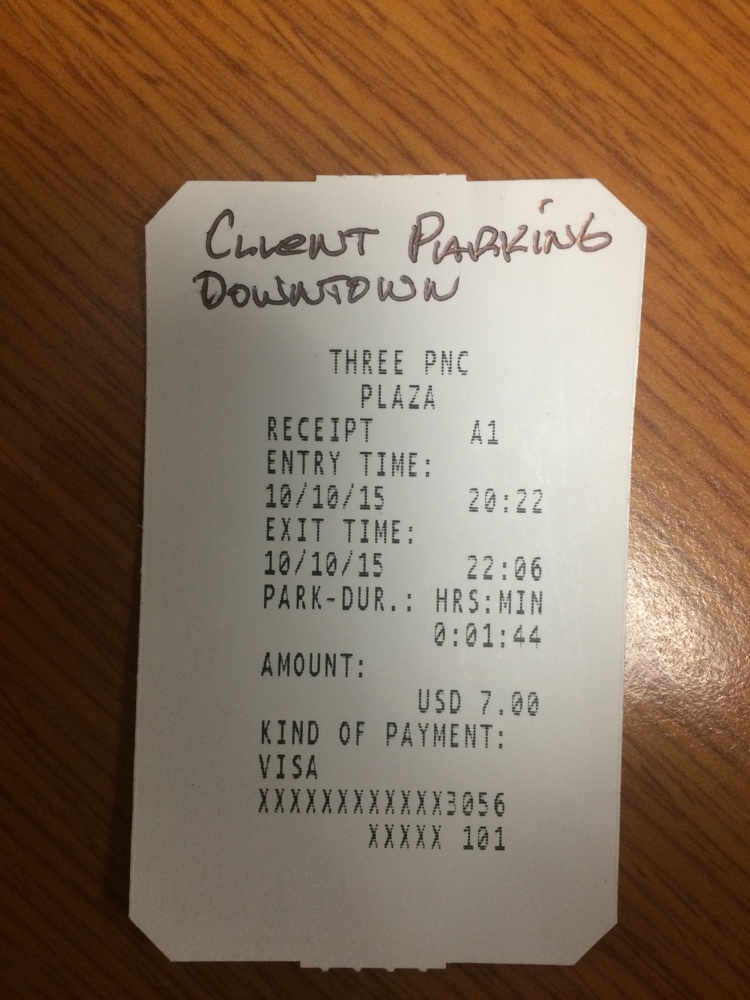 Client Parking
Downtown
THREE PNC
PLAZA
RECEIPT A1
ENTRY TIME:
10/10/15 20:22
EXIT TIME:
10/10/15 22:06
PARK-DUR.: HRS:MIN
0:01:44
AMOUNT:
USD 7.00
KIND OF PAYMENT:
VISA
XXXXXXXXXXXX3056
XXXXX 101